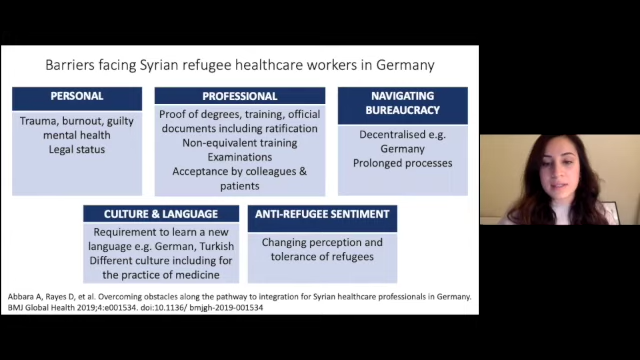 Barriers facing Syrian refugee healthcare workers in Germany
PERSONAL
Trauma, burnout, guilty
mental health
Legal status
PROFESSIONAL
Proof of degrees, training, official
documents including ratification
Non-equivalent training
Examinations
Acceptance by colleagues &
patients
NAVIGATING
BUREAUCRACY
Decentralised e.g.
Germany
Prolonged processes
CULTURE & LANGUAGE
Requirement to learn a new
language e.g. German, Turkish
Different culture including for
the practice of medicine
ANTI-REFUGEE SENTIMENT
Changing perception and
tolerance of refugees
Abbara A, Rayes D, et al. Overcoming obstacles along the pathway to integration for Syrian healthcare professionals in Germany.
BMJ Global Health 2019;4:e001534. doi:10.1136/ bmjgh-2019-001534